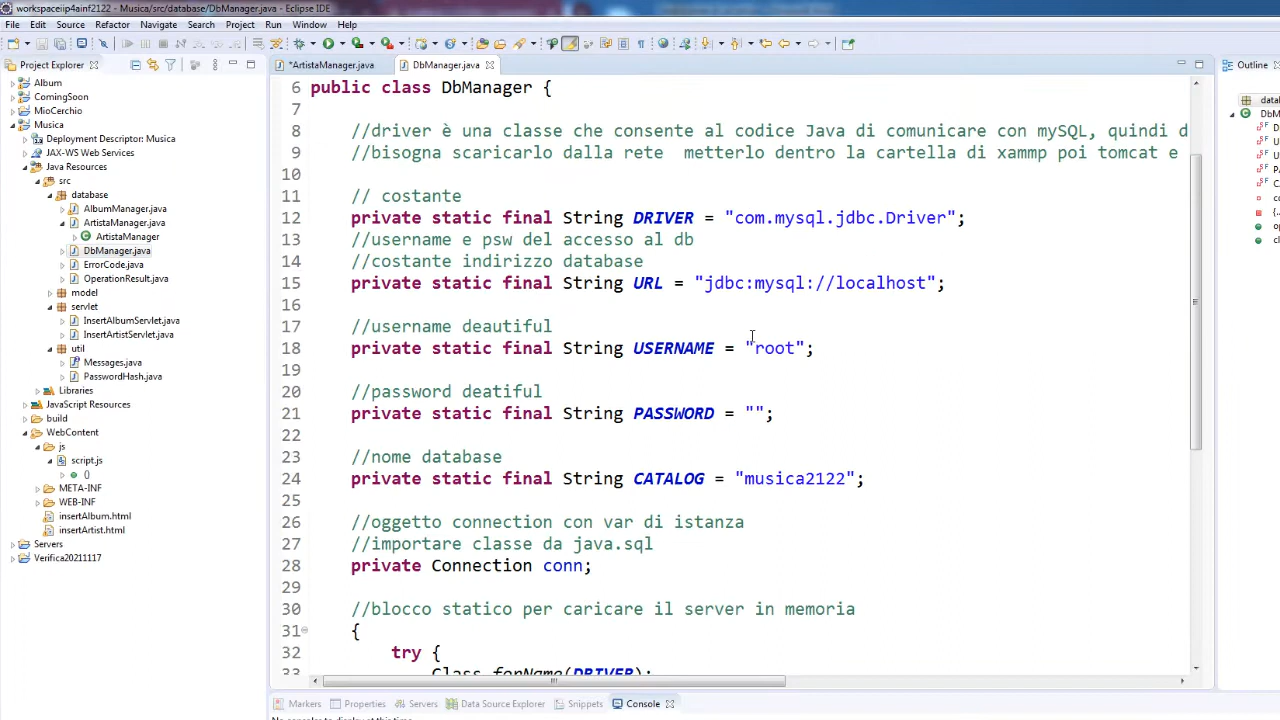 workspaceiip4ainf2122 - Musica/src/database/DbManager.java - Eclipse IDE
File Edit Source Refactor Navigate Search Project Run Window Help
Project Explorer
*ArtistaManager.java DbManager.java
Outline
Album
ComingSoon
MioCerchio
Musica
Deployment Descriptor: Musica
JAX-WS Web Services
Java Resources
src
database
AlbumManager.java
ArtistaManager.java
ArtistaManager
DbManager.java
ErrorCode.java
OperationResult.java
model
servlet
InsertAlbumServlet.java
InsertArtistServlet.java
util
Messages.java
PasswordHash.java
Libraries
JavaScript Resources
build
WebContent
js
script.js
{}
META-INF
WEB-INF
insertAlbum.html
insertArtist.html
Servers
Verifica20211117
6 public class DbManager {
7
8 //driver è una classe che consente al codice Java di comunicare con mySQL, quindi d
9 //bisogna scaricarlo dalla rete  metterlo dentro la cartella di xammp poi tomcat e
10
11 // costante
12 private static final String DRIVER = "com.mysql.jdbc.Driver";
13 //username e psw del accesso al db
14 //costante indirizzo database
15 private static final String URL = "jdbc:mysql://localhost";
16
17 //username deautiful
18 private static final String USERNAME = "root";
19
20 //password deatiful
21 private static final String PASSWORD = "";
22
23 //nome database
24 private static final String CATALOG = "musica2122";
25
26 //oggetto connection con var di istanza
27 //importare classe da java.sql
28 private Connection conn;
29
30 //blocco statico per caricare il server in memoria
31 {
32 try {
33 Class.forName(DRIVER);
Markers Properties Servers Data Source Explorer Snippets Console